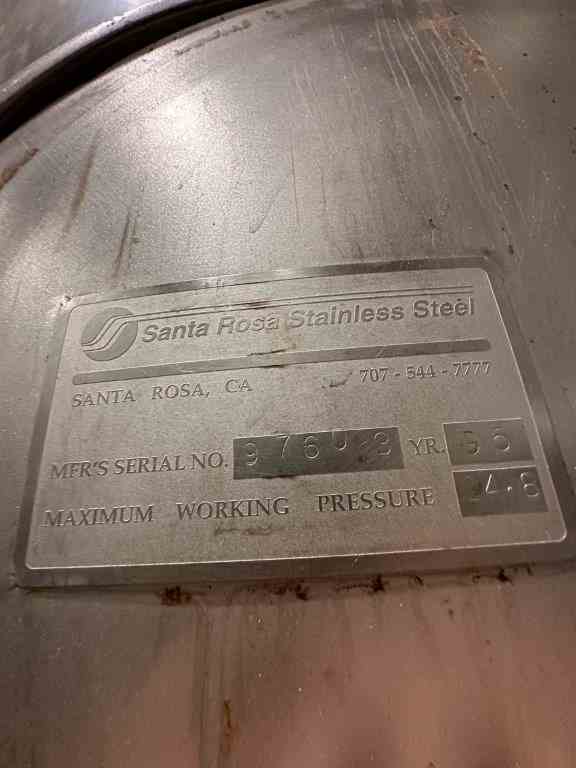 Santa Rosa Stainless Steel
SANTA ROSA, CA 707-544-7777
MFR'S SERIAL NO. YR.
MAXIMUM WORKING PRESSURE